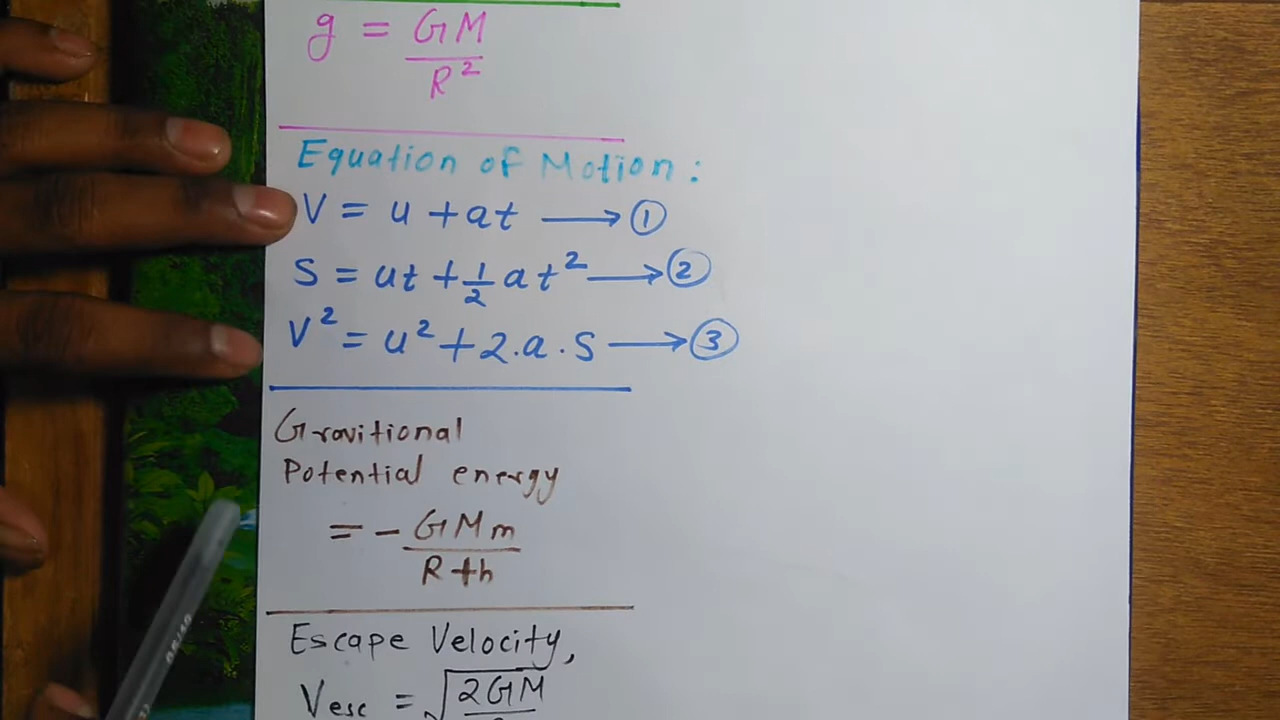 g = GM/R²
Equation of Motion:
V = u + at → ①
S = ut + ½ at² → ②
V² = u² + 2.a.S → ③
Gravitional
Potential energy
= - GMm/R+h
Escape Velocity,
Vesc = √2GM